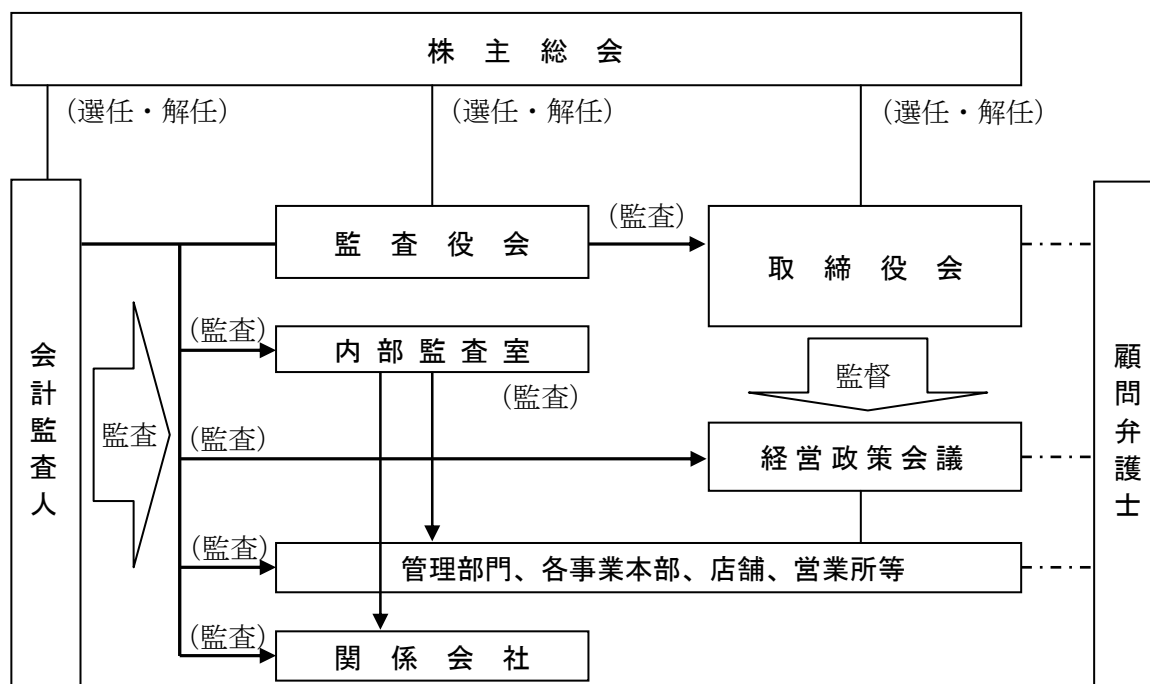 株主総会
(選任・解任)
(選任・解任)
(選任・解任)
会計監査人
監査役会
(監査)
取締役会
顧問弁護士
(監査)
内部監査室
(監査)
監督
監査
(監査)
経営政策会議
(監査)
管理部門、各事業本部、店舗、営業所等
(監査)
関係会社